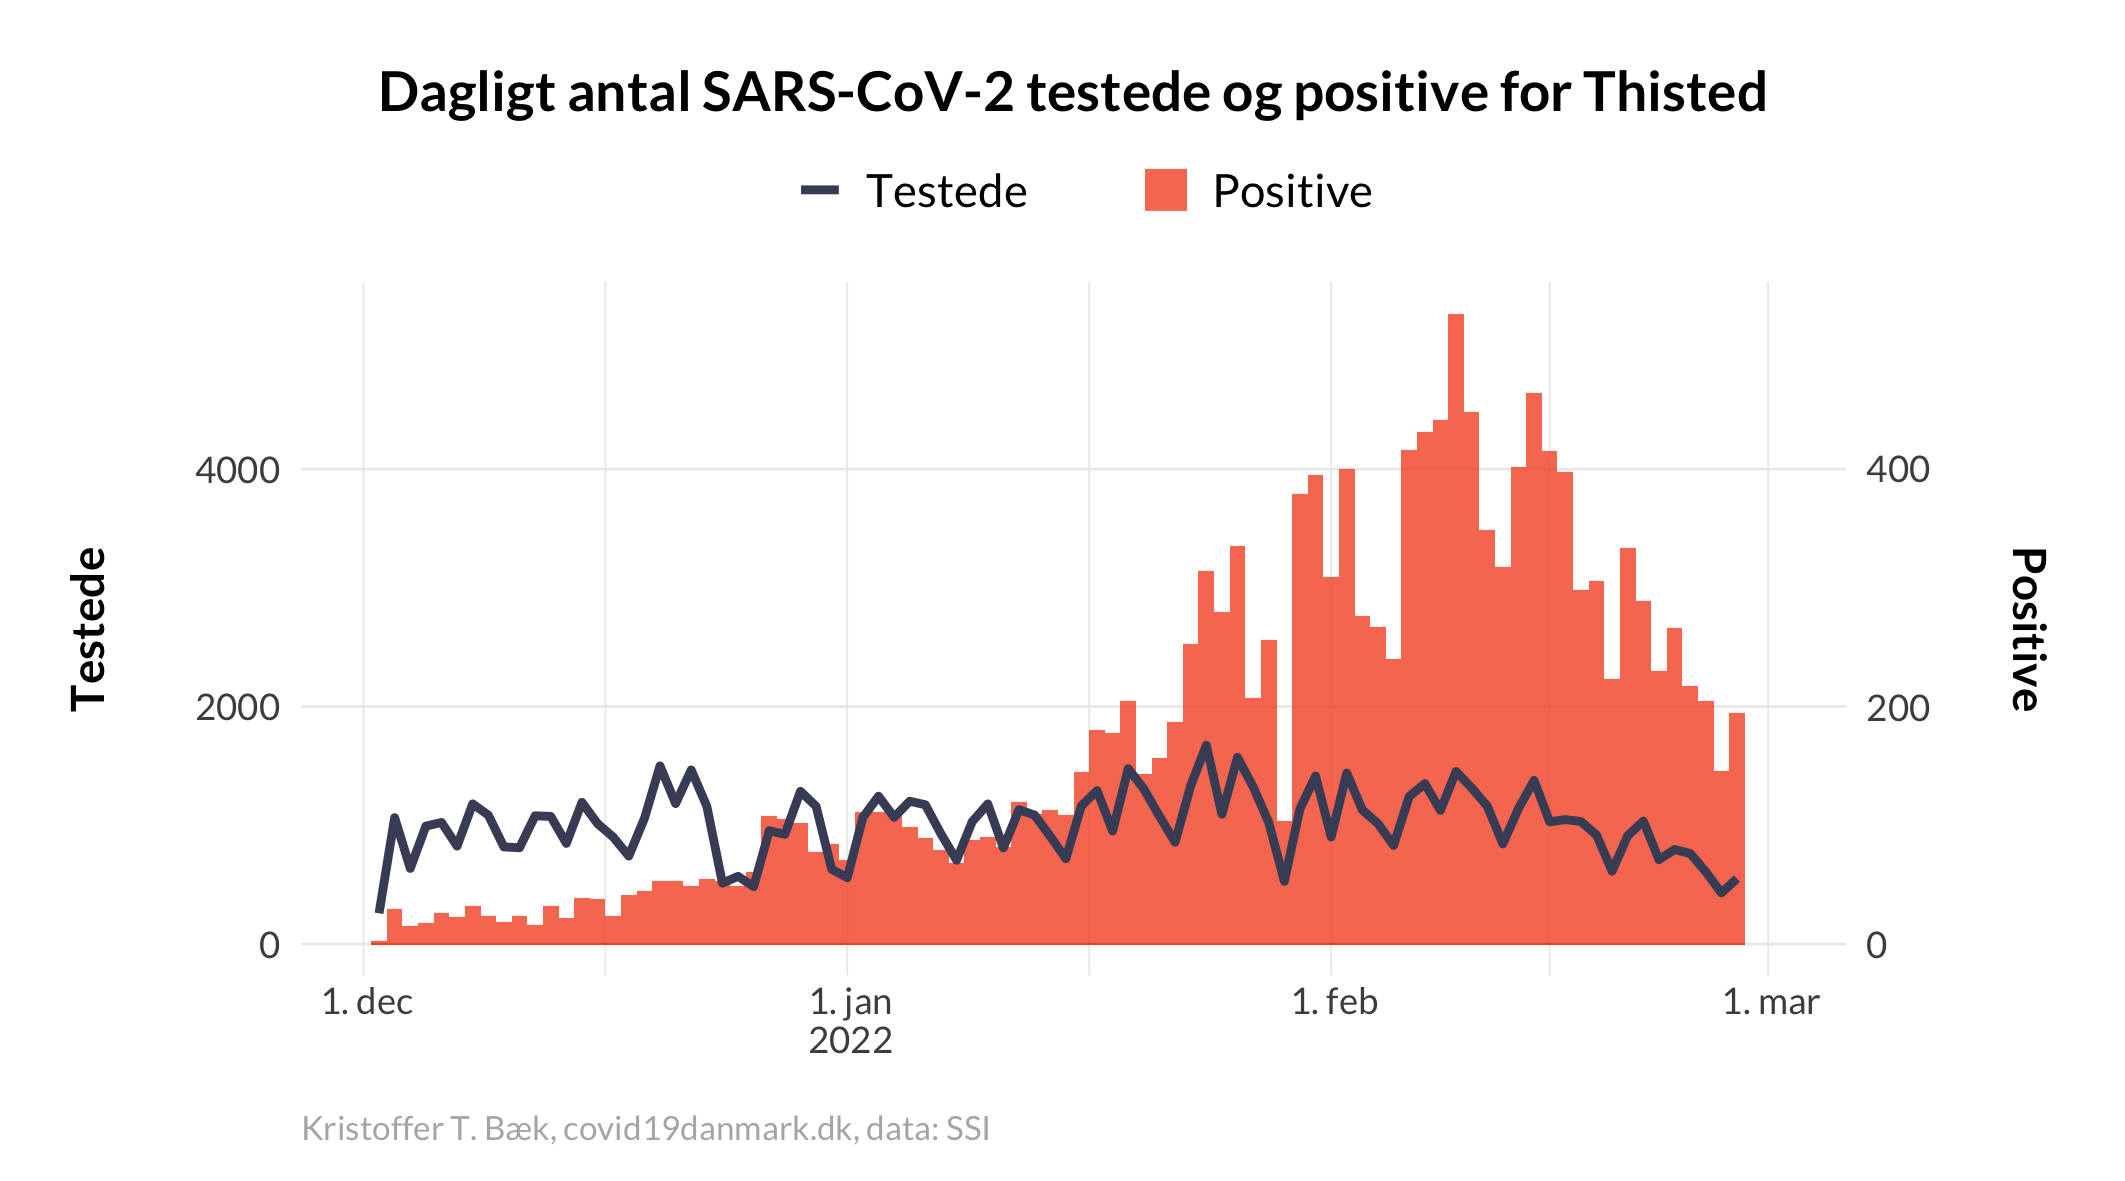 Dagligt antal SARS-CoV-2 testede og positive for Thisted
Testede Positive
Testede
4000
2000
0
400
200
0
Positive
1. dec 1. jan 1. feb 1. mar
2022
Kristoffer T. Bæk, covid19danmark.dk, data: SSI